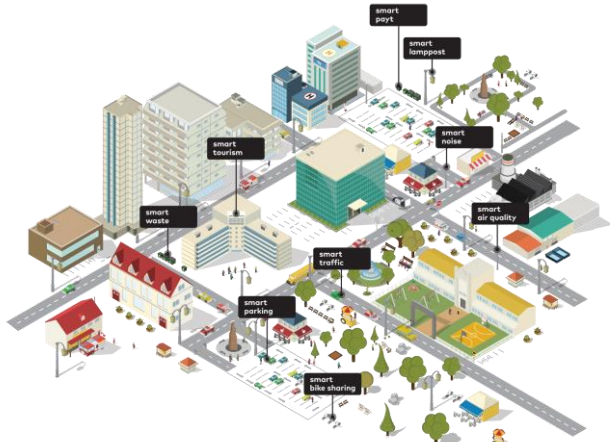 smart
payt
smart
lamppost
smart
noise
smart
tourism
smart
waste
smart
air quality
smart
traffic
smart
parking
smart
bike sharing
H
H